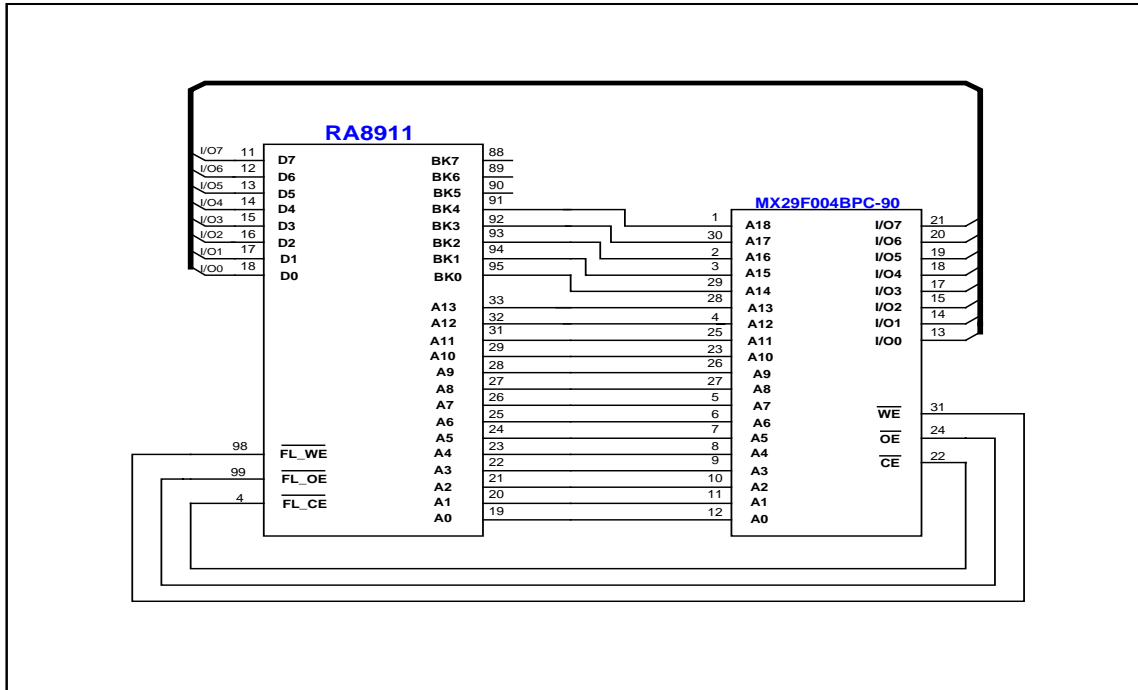 RA8911
I/O7 11 D7
I/O6 12 D6
I/O5 13 D5
I/O4 14 D4
I/O3 15 D3
I/O2 16 D2
I/O1 17 D1
I/O0 18 D0
BK7 88
BK6 89
BK5 90
BK4 91
BK3 92
BK2 93
BK1 94
BK0 95
A13 33
A12 32
A11 31
A10 29
A9 28
A8 27
A7 26
A6 25
A5 24
A4 23
A3 22
A2 21
A1 20
A0 19
98 FL_WE
99 FL_OE
4 FL_CE
MX29F004BPC-90
1 A18
30 A17
2 A16
3 A15
29 A14
28 A13
4 A12
25 A11
23 A10
26 A9
27 A8
5 A7
6 A6
7 A5
8 A4
9 A3
10 A2
11 A1
12 A0
I/O7 21
I/O6 20
I/O5 19
I/O4 18
I/O3 17
I/O2 15
I/O1 14
I/O0 13
WE 31
OE 24
CE 22